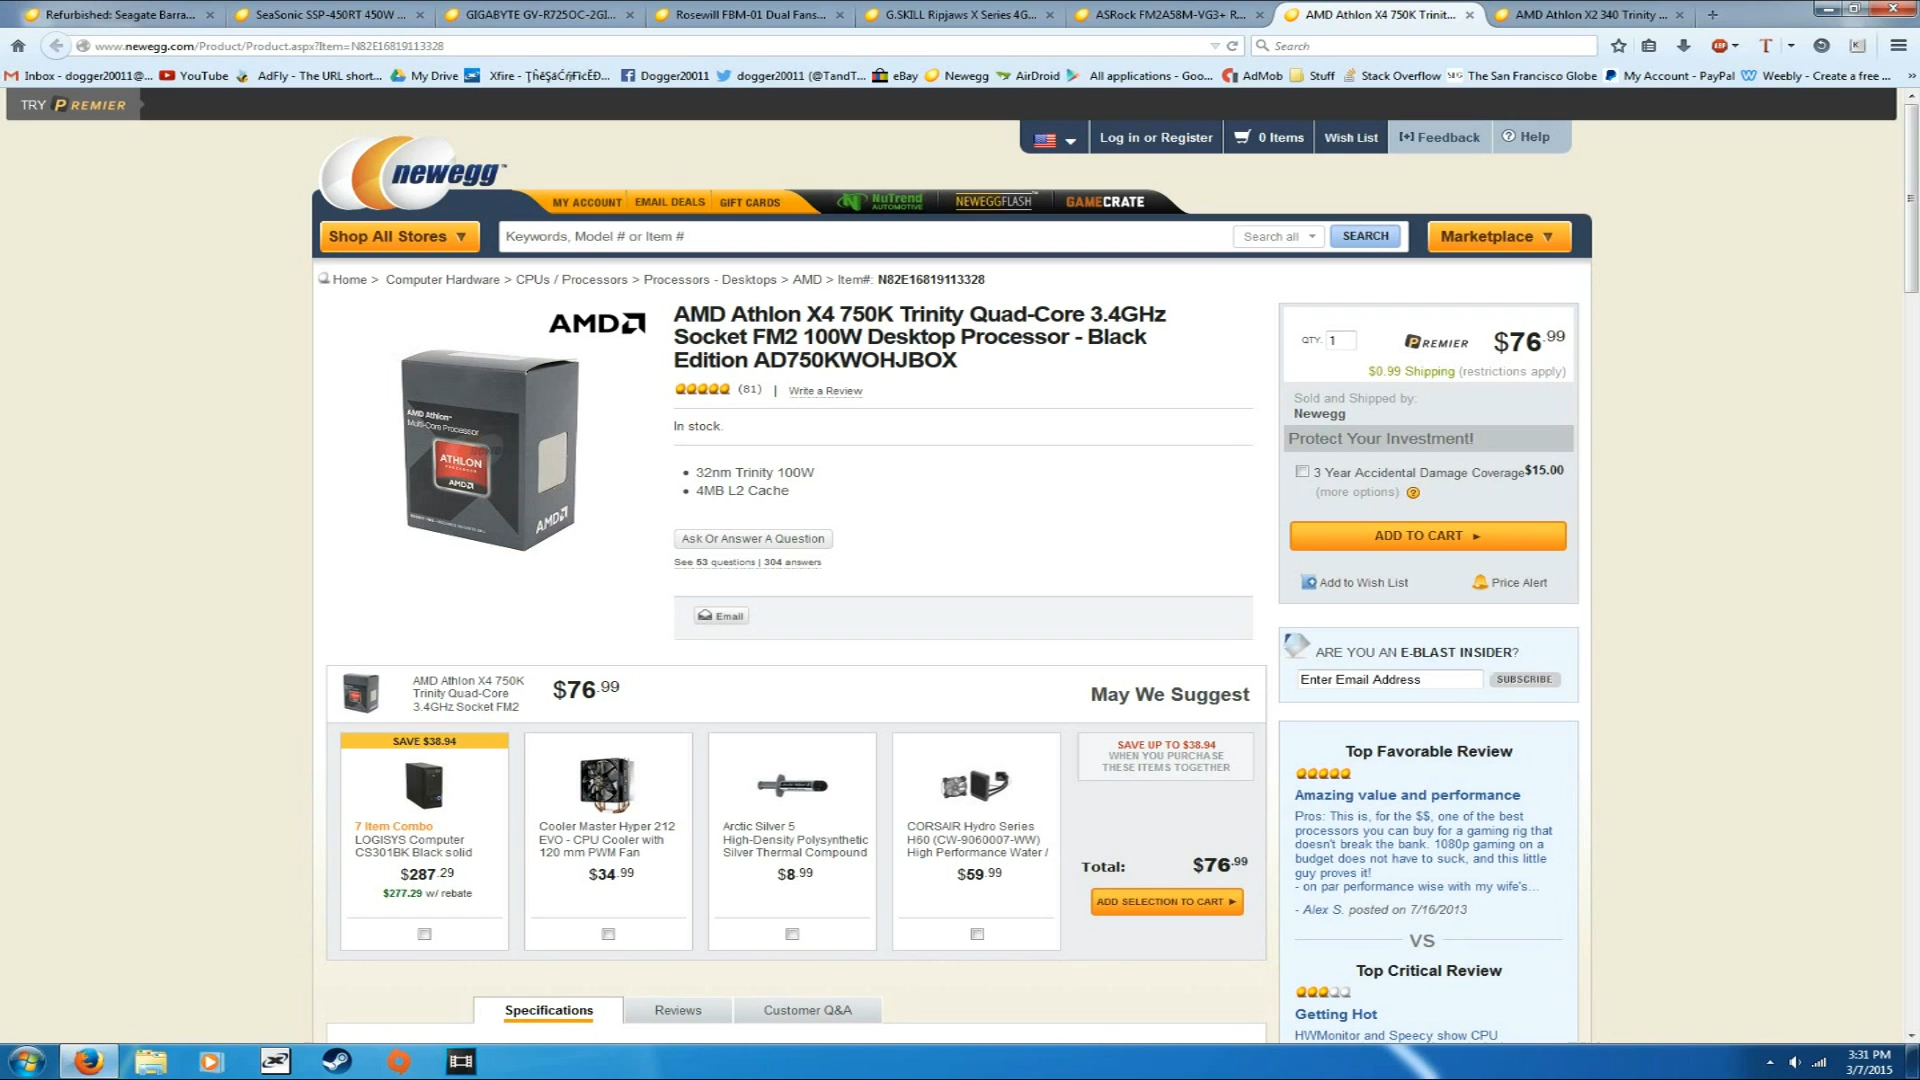 Refurbished: Seagate Barra...
SeaSonic SSP-450RT 450W ...
GIGABYTE GV-R725OC-2GI...
Rosewill FBM-01 Dual Fans...
G.SKILL Ripjaws X Series 4G...
ASRock FM2A58M-VG3+ R...
AMD Athlon X4 750K Trinit...
AMD Athlon X2 340 Trinity ...
www.newegg.com/Product/Product.aspx?Item=N82E16819113328
Search
Inbox - dogger20011@...
YouTube
AdFly - The URL short...
My Drive
Dogger20011
dogger20011 (@TandT...
eBay
Newegg
AirDroid
All applications - Goo...
AdMob
Stuff
Stack Overflow
The San Francisco Globe
My Account - PayPal
Weebly - Create a free ...
TRY PREMIER
Log in or Register
0 Items
Wish List
[+] Feedback
Help
newegg™
MY ACCOUNT
EMAIL DEALS
GIFT CARDS
NUTREND AUTOMOTIVE
NEWEGGFLASH
GAMECRATE
Shop All Stores ▼
Keywords, Model # or Item #
Search all
SEARCH
Marketplace ▼
Home > Computer Hardware > CPUs / Processors > Processors - Desktops > AMD > Item#: N82E16819113328
AMD
AMD Athlon™
Multi-Core Processor
ATHLON
PROCESSOR
AMD
AMD
AMD Athlon X4 750K Trinity Quad-Core 3.4GHz
Socket FM2 100W Desktop Processor - Black
Edition AD750KWOHJBOX
(81) | Write a Review
In stock.
• 32nm Trinity 100W
• 4MB L2 Cache
Ask Or Answer A Question
See 53 questions | 304 answers
Email
QTY. 1
PREMIER
$76.99
$0.99 Shipping (restrictions apply)
Sold and Shipped by:
Newegg
Protect Your Investment!
3 Year Accidental Damage Coverage $15.00
(more options)
ADD TO CART ►
Add to Wish List
Price Alert
ARE YOU AN E-BLAST INSIDER?
Enter Email Address
SUBSCRIBE
AMD Athlon X4 750K
Trinity Quad-Core
3.4GHz Socket FM2
$76.99
May We Suggest
SAVE $38.94
7 Item Combo
LOGISYS Computer
CS301BK Black solid
$287.29
$277.29 w/ rebate
Cooler Master Hyper 212
EVO - CPU Cooler with
120 mm PWM Fan
$34.99
Arctic Silver 5
High-Density Polysynthetic
Silver Thermal Compound
$8.99
CORSAIR Hydro Series
H60 (CW-9060007-WW)
High Performance Water /
$59.99
SAVE UP TO $38.94
WHEN YOU PURCHASE
THESE ITEMS TOGETHER
Total: $76.99
ADD SELECTION TO CART ►
Top Favorable Review
Amazing value and performance
Pros: This is, for the $$, one of the best
processors you can buy for a gaming rig that
doesn't break the bank. 1080p gaming on a
budget does not have to suck, and this little
guy proves it!
- on par performance wise with my wife's...
- Alex S. posted on 7/16/2013
VS
Top Critical Review
Getting Hot
HWMonitor and Speecy show CPU
Specifications
Reviews
Customer Q&A
3:31 PM
3/7/2015